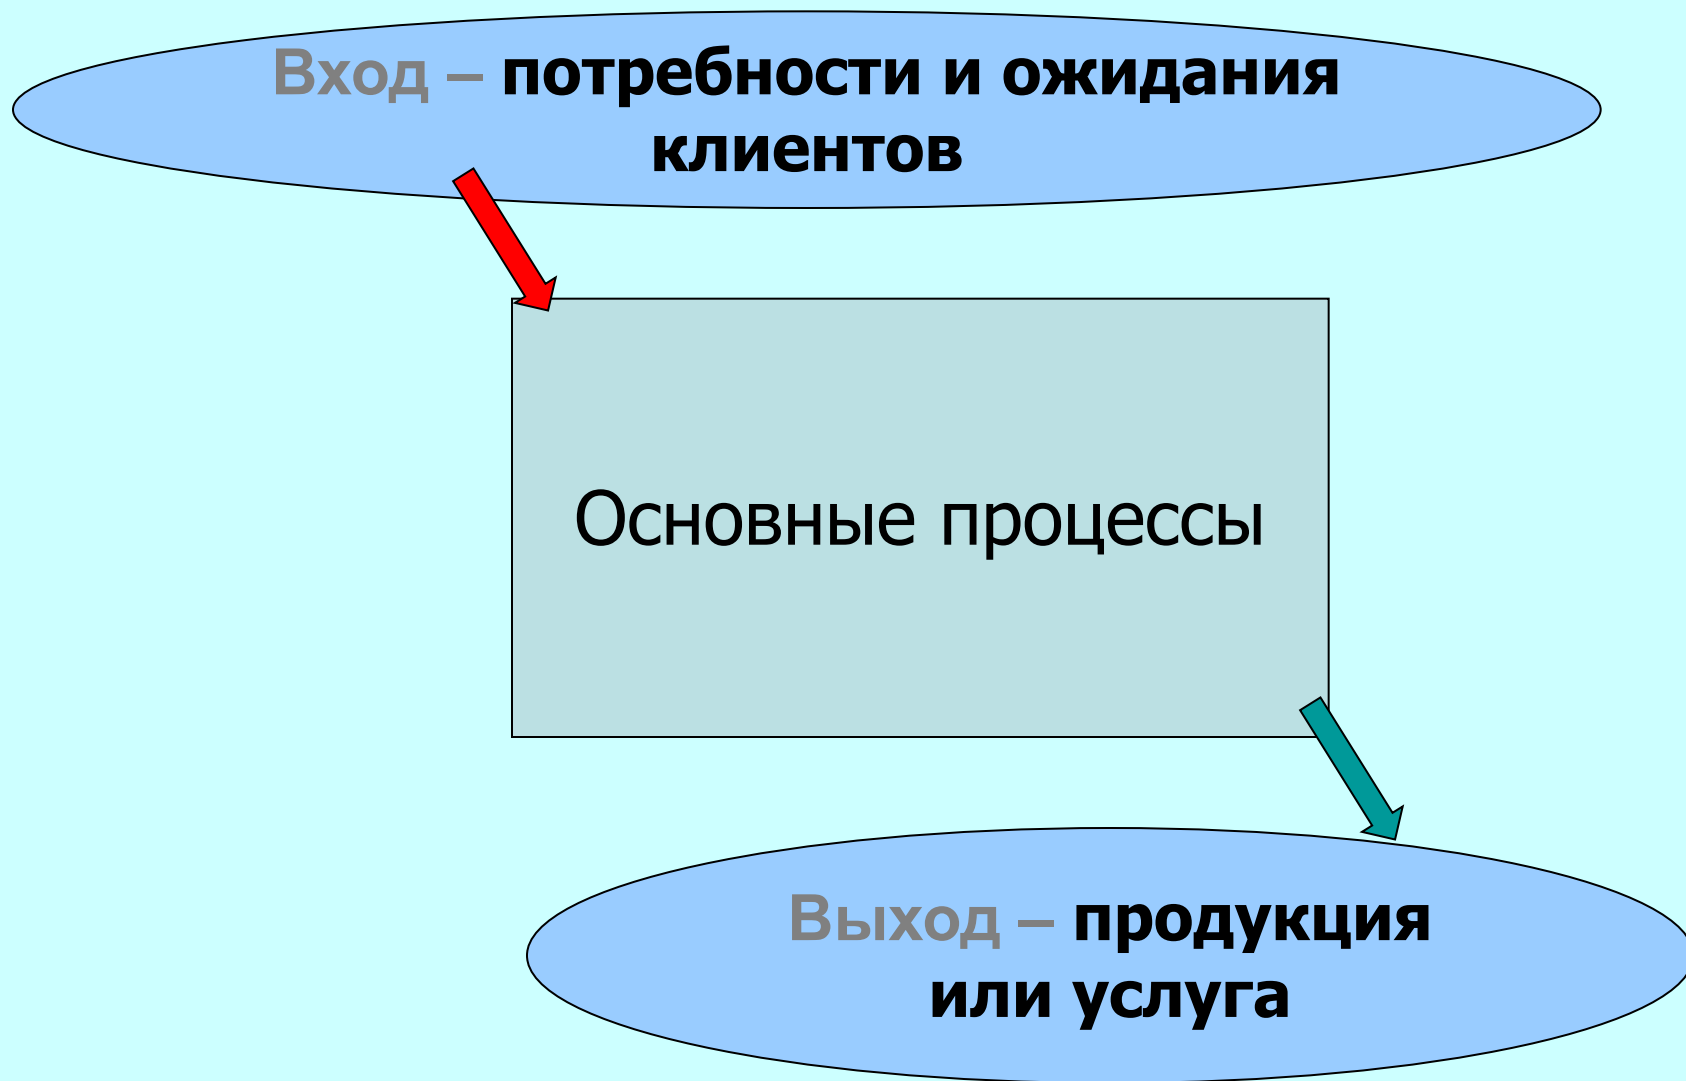 Вход – потребности и ожидания
клиентов
Основные процессы
Выход – продукция
или услуга